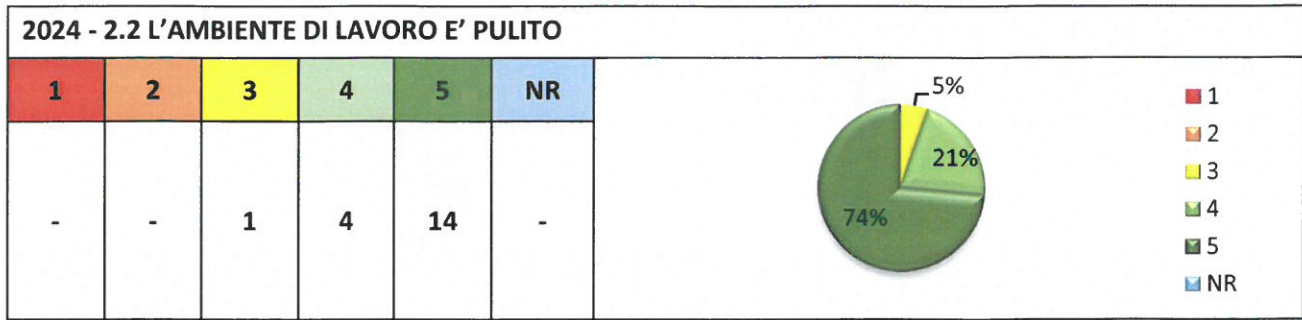 2024 - 2.2 L'AMBIENTE DI LAVORO E' PULITO
1 2 3 4 5 NR
- - 1 4 14 -
5%
21%
74%
1
2
3
4
5
NR